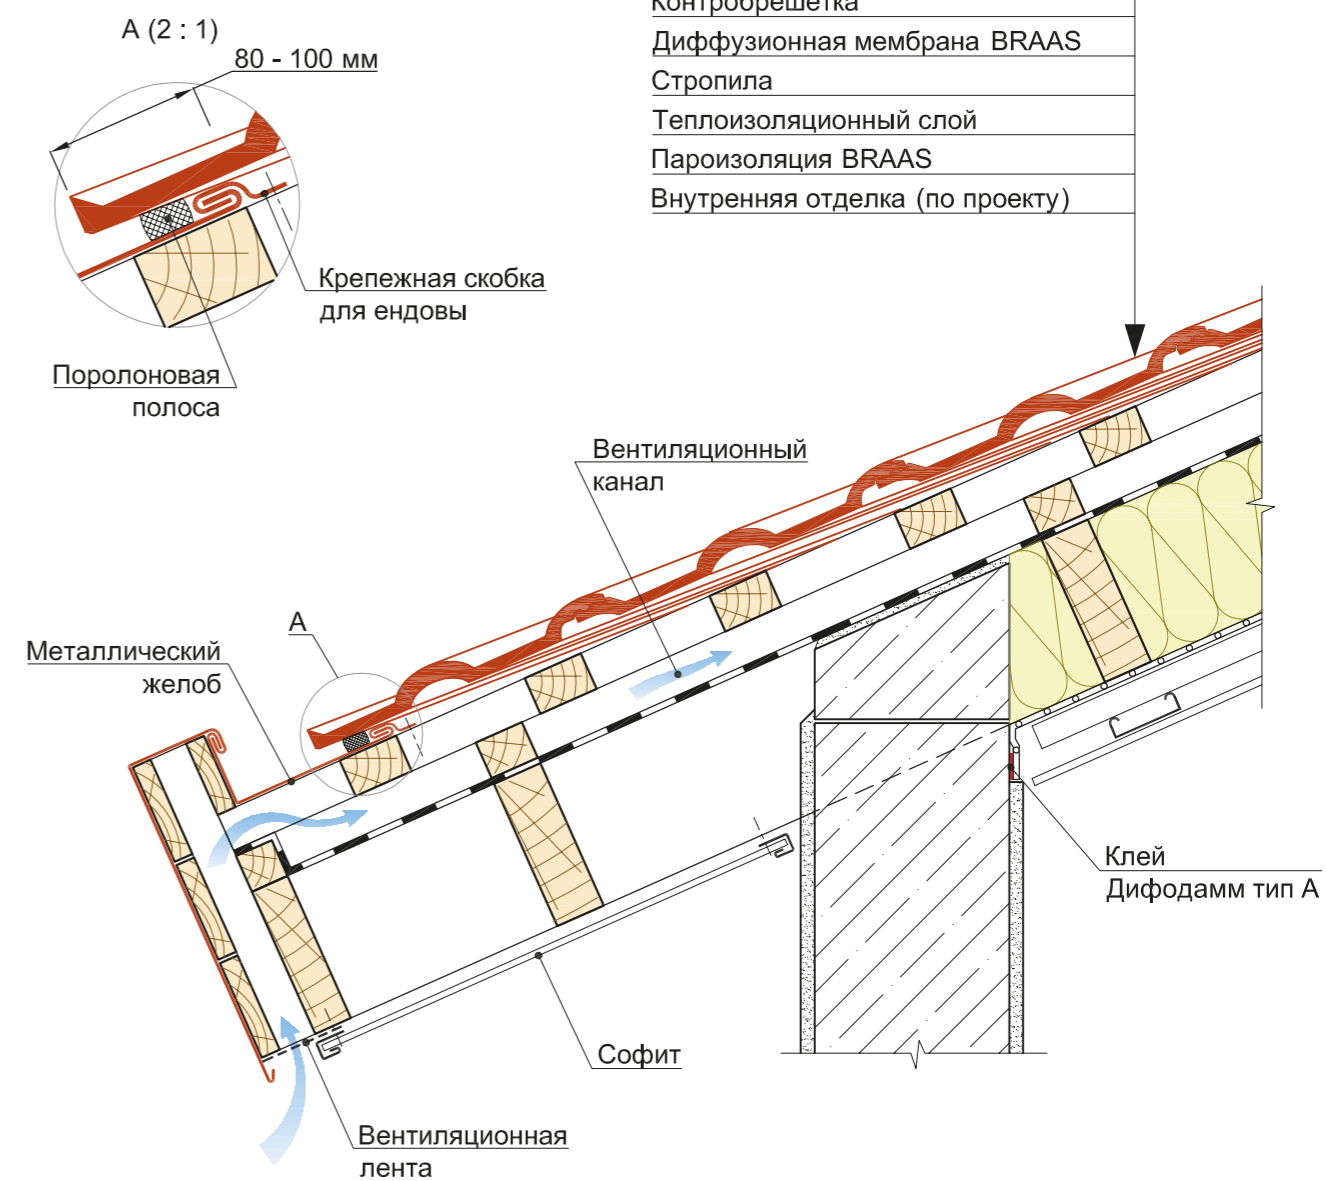 А (2 : 1)
80 - 100 мм
Крепежная скобка
для ендовы
Поролоновая
полоса
Контробрешетка
Диффузионная мембрана BRAAS
Стропила
Теплоизоляционный слой
Пароизоляция BRAAS
Внутренняя отделка (по проекту)
Вентиляционный
канал
А
Металлический
желоб
Клей
Дифодамм тип А
Софит
Вентиляционная
лента